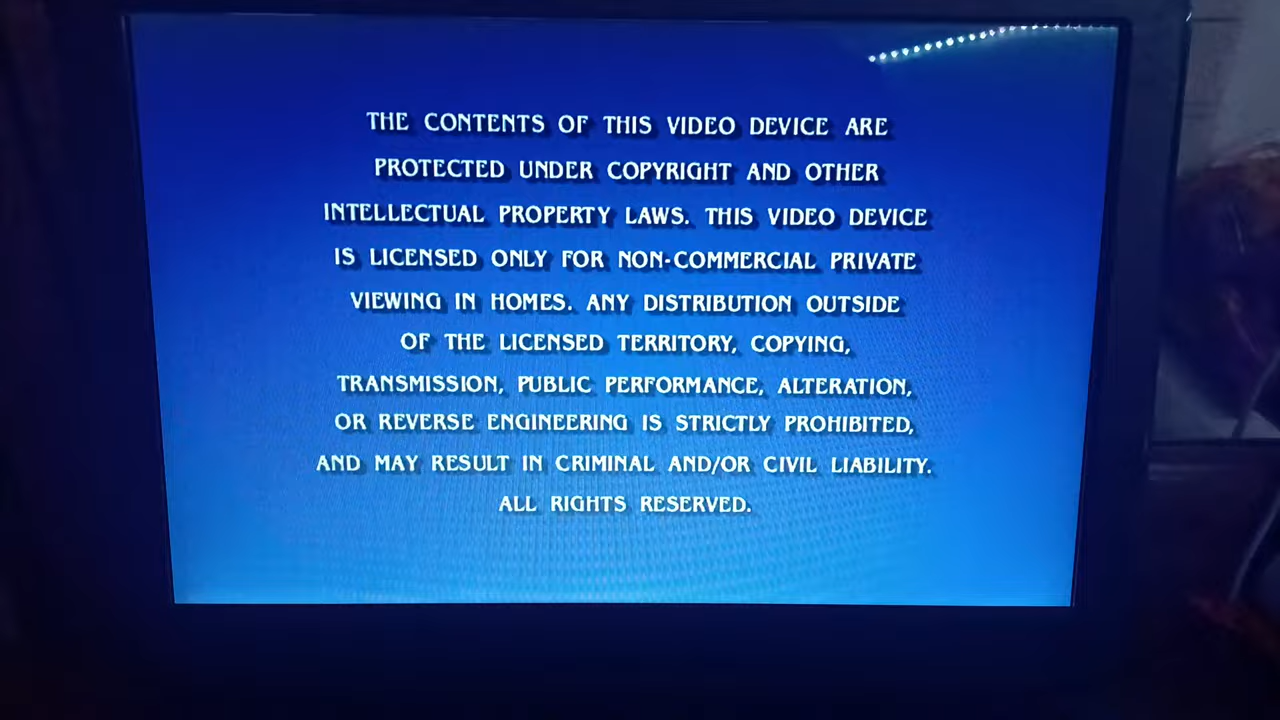 THE CONTENTS OF THIS VIDEO DEVICE ARE
PROTECTED UNDER COPYRIGHT AND OTHER
INTELLECTUAL PROPERTY LAWS. THIS VIDEO DEVICE
IS LICENSED ONLY FOR NON-COMMERCIAL PRIVATE
VIEWING IN HOMES. ANY DISTRIBUTION OUTSIDE
OF THE LICENSED TERRITORY, COPYING,
TRANSMISSION, PUBLIC PERFORMANCE, ALTERATION,
OR REVERSE ENGINEERING IS STRICTLY PROHIBITED,
AND MAY RESULT IN CRIMINAL AND/OR CIVIL LIABILITY.
ALL RIGHTS RESERVED.